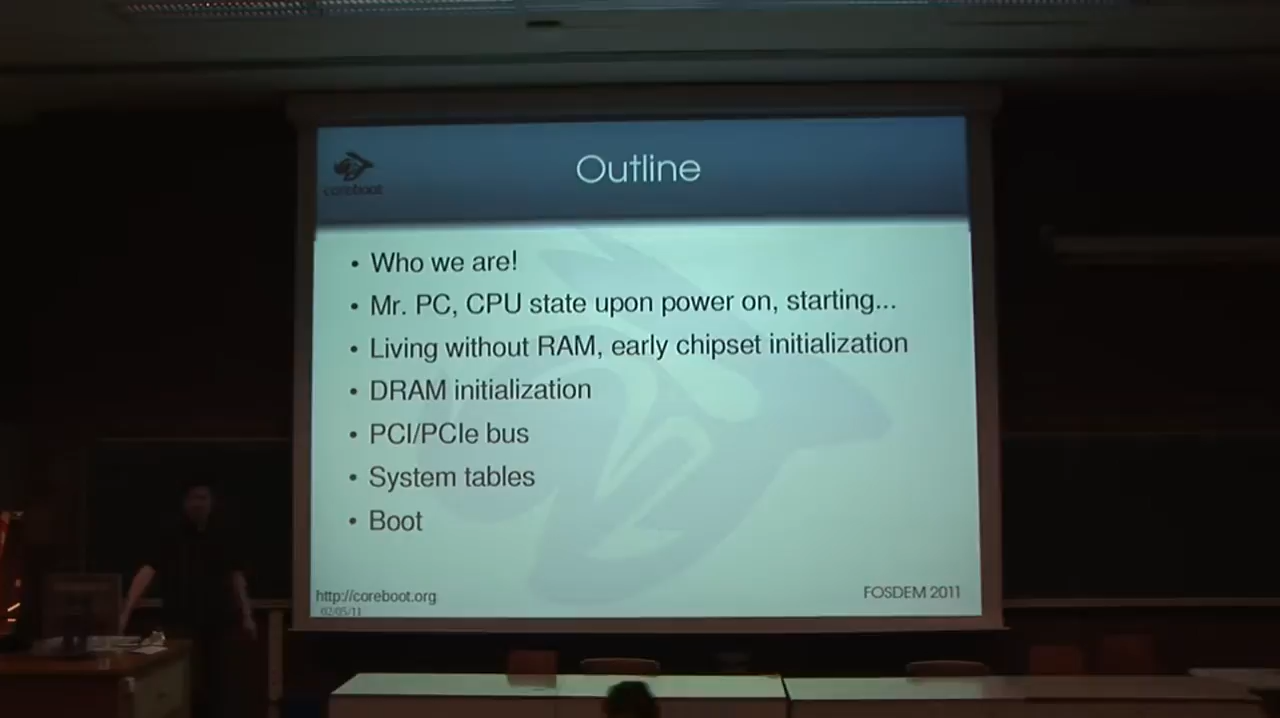 coreboot
Outline
• Who we are!
• Mr. PC, CPU state upon power on, starting...
• Living without RAM, early chipset initialization
• DRAM initialization
• PCI/PCIe bus
• System tables
• Boot
http://coreboot.org
FOSDEM 2011
02/05/11